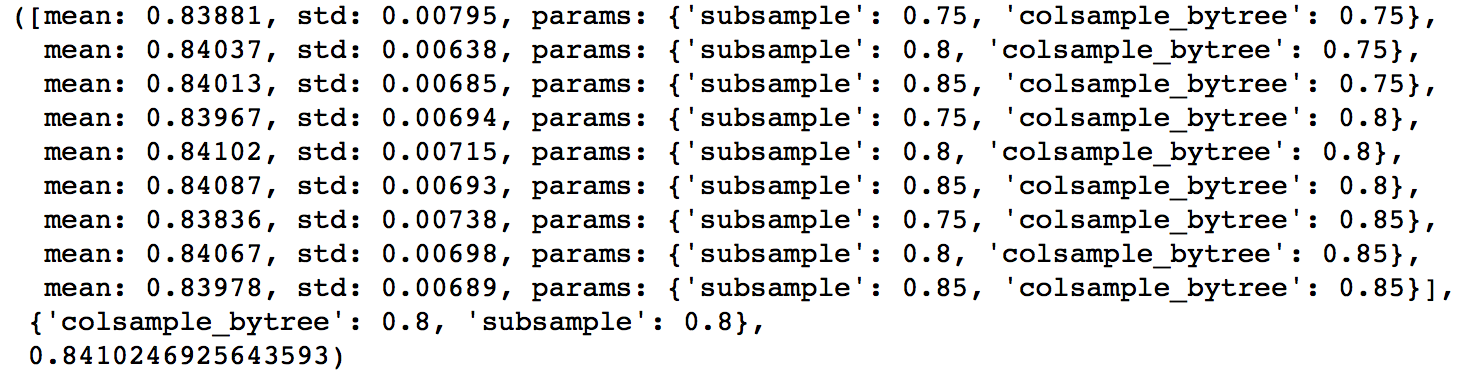 ([mean: 0.83881, std: 0.00795, params: {'subsample': 0.75, 'colsample_bytree': 0.75},
mean: 0.84037, std: 0.00638, params: {'subsample': 0.8, 'colsample_bytree': 0.75},
mean: 0.84013, std: 0.00685, params: {'subsample': 0.85, 'colsample_bytree': 0.75},
mean: 0.83967, std: 0.00694, params: {'subsample': 0.75, 'colsample_bytree': 0.8},
mean: 0.84102, std: 0.00715, params: {'subsample': 0.8, 'colsample_bytree': 0.8},
mean: 0.84087, std: 0.00693, params: {'subsample': 0.85, 'colsample_bytree': 0.8},
mean: 0.83836, std: 0.00738, params: {'subsample': 0.75, 'colsample_bytree': 0.85},
mean: 0.84067, std: 0.00698, params: {'subsample': 0.8, 'colsample_bytree': 0.85},
mean: 0.83978, std: 0.00689, params: {'subsample': 0.85, 'colsample_bytree': 0.85}],
{'colsample_bytree': 0.8, 'subsample': 0.8},
0.8410246925643593)